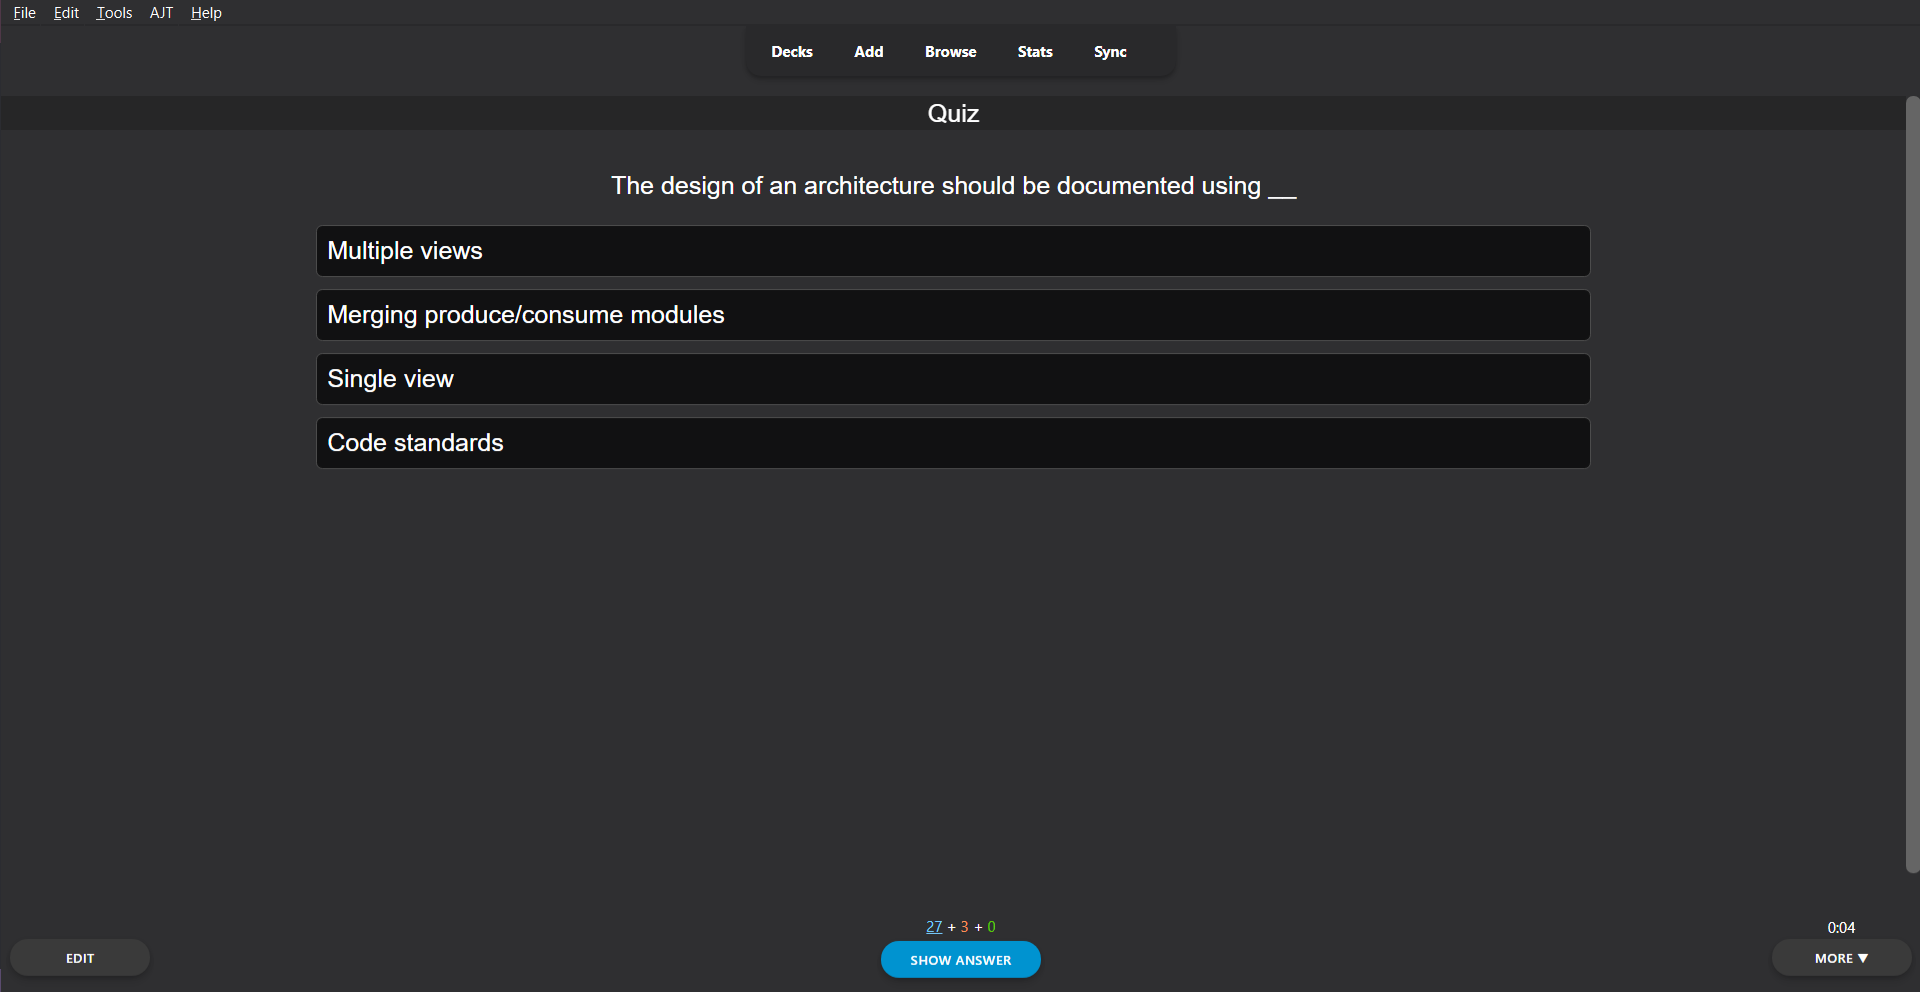 File Edit Tools AJT Help
Decks Add Browse Stats Sync
Quiz
The design of an architecture should be documented using __
Multiple views
Merging produce/consume modules
Single view
Code standards
27 + 3 + 0
0:04
EDIT
SHOW ANSWER
MORE ▼